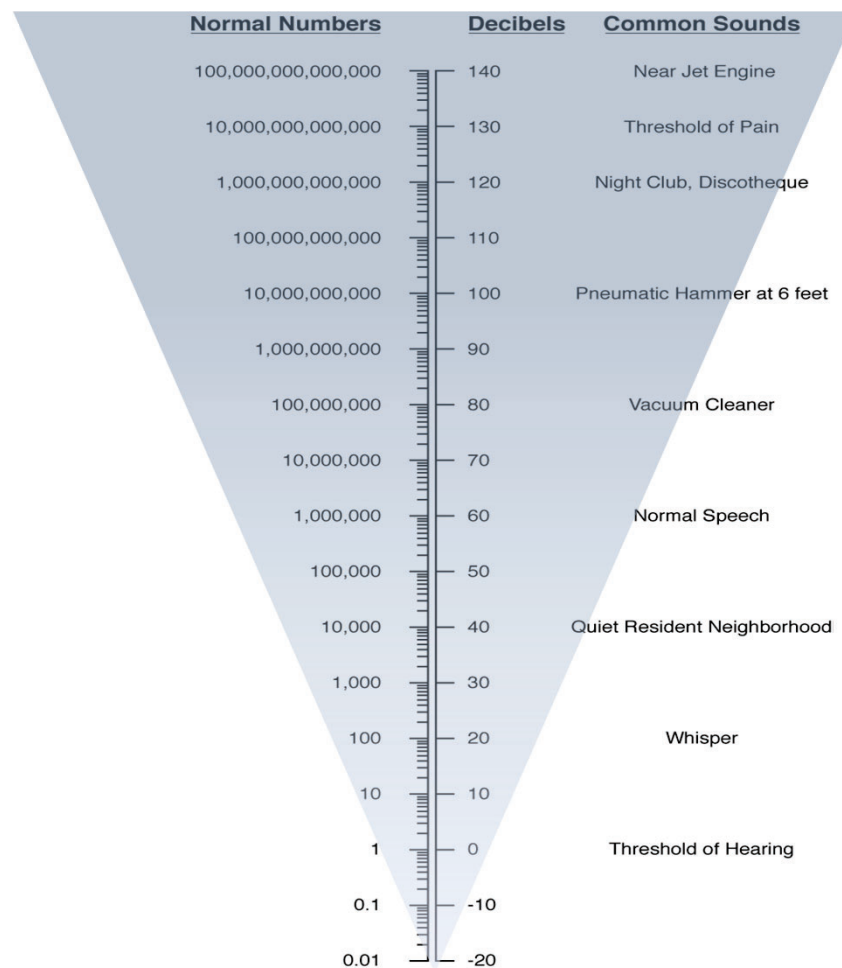 Normal Numbers Decibels Common Sounds
100,000,000,000,000 140 Near Jet Engine
10,000,000,000,000 130 Threshold of Pain
1,000,000,000,000 120 Night Club, Discotheque
100,000,000,000 110
10,000,000,000 100 Pneumatic Hammer at 6 feet
1,000,000,000 90
100,000,000 80 Vacuum Cleaner
10,000,000 70
1,000,000 60 Normal Speech
100,000 50
10,000 40 Quiet Resident Neighborhood
1,000 30
100 20 Whisper
10 10
1 0 Threshold of Hearing
0.1 -10
0.01 -20